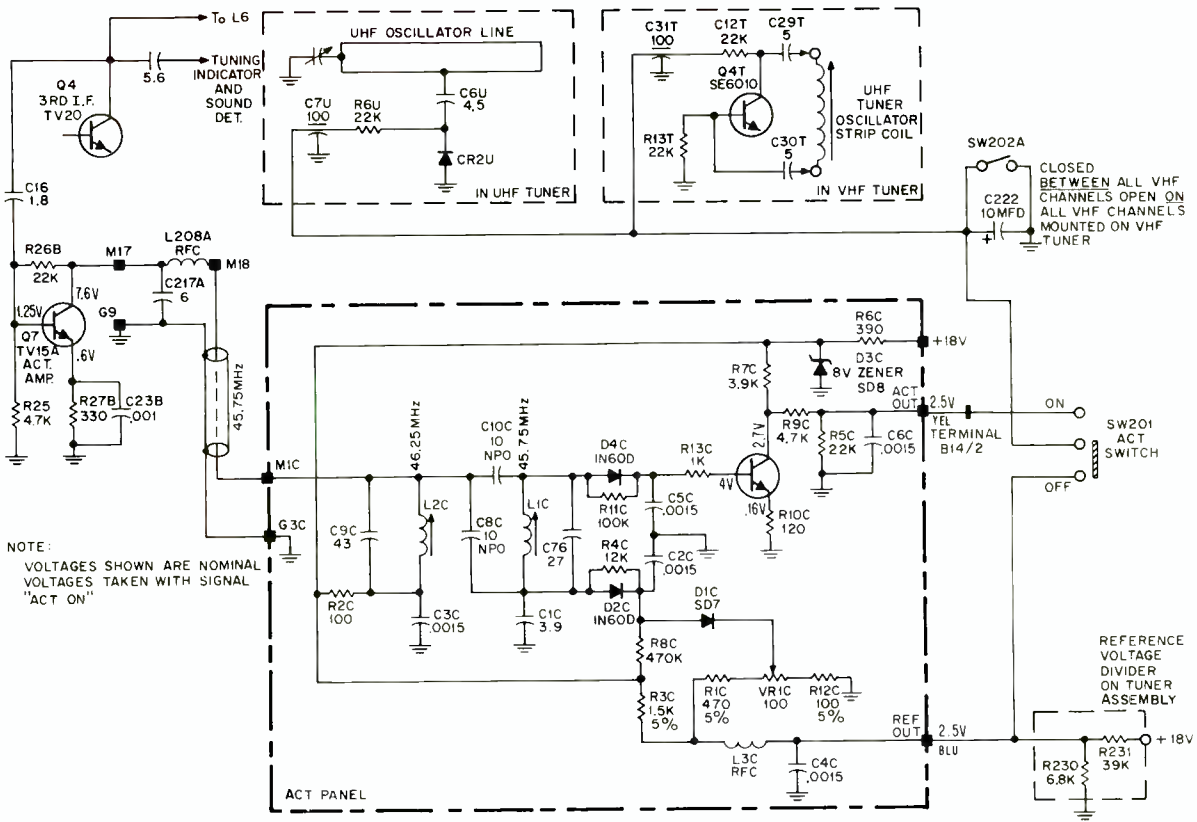 To L6
TUNING
INDICATOR
AND
SOUND
DET.
5.6
Q4
3RD I.F.
TV20
C16
1.8
R26B
22K
M17
L208A
RFC
M18
C217A
6
7.6V
1.25V
G9
Q7
TV15A
ACT.
AMP.
.6V
R25
4.7K
R27B
330
C23B
.001
45.75MHz
UHF OSCILLATOR LINE
C6U
4.5
C7U
100
R6U
22K
CR2U
IN UHF TUNER
C31T
100
C12T
22K
C29T
5
Q4T
SE6010
R13T
22K
C30T
5
UHF
TUNER
OSCILLATOR
STRIP COIL
IN VHF TUNER
SW202A
C222
10MFD
+
CLOSED
BETWEEN ALL VHF
CHANNELS OPEN ON
ALL VHF CHANNELS
MOUNTED ON VHF
TUNER
R6C
390
+18V
D3C
8V ZENER
SD8
R7C
3.9K
ACT
OUT
2.5V
YEL
TERMINAL
B14/2
ON
SW201
ACT
SWITCH
OFF
R9C
4.7K
R5C
22K
C6C
.0015
2.7V
4V
.16V
R10C
120
R13C
1K
D4C
IN60D
R11C
100K
C5C
.0015
R4C
12K
C2C
.0015
D2C
IN60D
46.25MHz
C10C
10
NPO
45.75MHz
M1C
G3C
C9C
43
L2C
C8C
10
NPO
L1C
C76
27
R2C
100
C3C
.0015
C1C
3.9
D1C
SD7
R8C
470K
R3C
1.5K
5%
R1C
470
5%
VR1C
100
R12C
100
5%
L3C
RFC
C4C
.0015
REF
OUT
2.5V
BLU
REFERENCE
VOLTAGE
DIVIDER
ON TUNER
ASSEMBLY
R230
6.8K
R231
39K
+18V
NOTE:
VOLTAGES SHOWN ARE NOMINAL
VOLTAGES TAKEN WITH SIGNAL
"ACT ON"
ACT PANEL